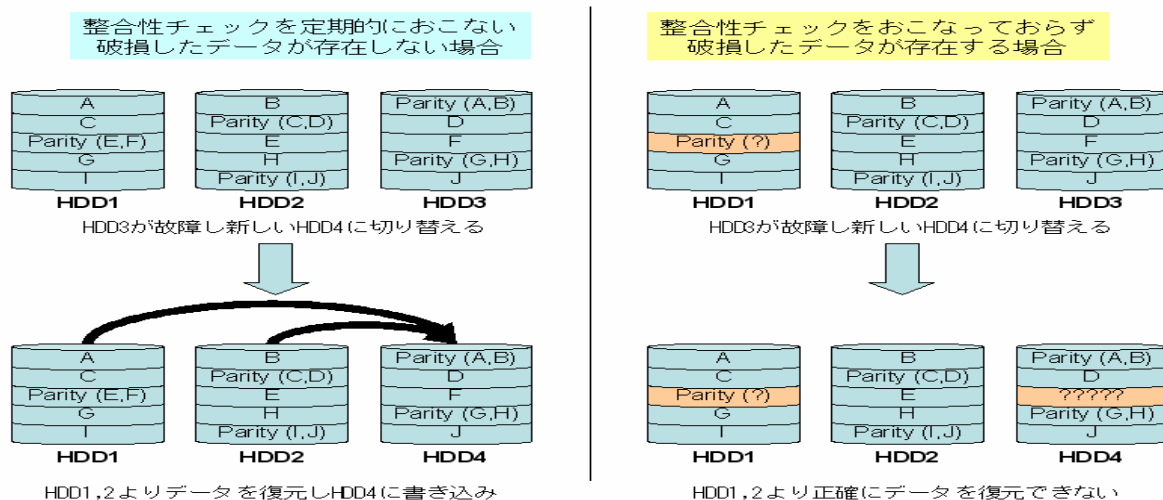 整合性チェックを定期的におこない
破損したデータが存在しない場合
A
C
Parity (E,F)
G
I
HDD1
B
Parity (C,D)
E
H
Parity (I,J)
HDD2
Parity (A,B)
D
F
Parity (G,H)
J
HDD3
HDD3が故障し新しいHDD4に切り替える
A
C
Parity (E,F)
G
I
HDD1
B
Parity (C,D)
E
H
Parity (I,J)
HDD2
Parity (A,B)
D
F
Parity (G,H)
J
HDD4
HDD1,2よりデータを復元しHDD4に書き込み
整合性チェックをおこなっておらず
破損したデータが存在する場合
A
C
Parity (?)
G
I
HDD1
B
Parity (C,D)
E
H
Parity (I,J)
HDD2
Parity (A,B)
D
F
Parity (G,H)
J
HDD3
HDD3が故障し新しいHDD4に切り替える
A
C
Parity (?)
G
I
HDD1
B
Parity (C,D)
E
H
Parity (I,J)
HDD2
Parity (A,B)
D
?????
Parity (G,H)
J
HDD4
HDD1,2より正確にデータを復元できない